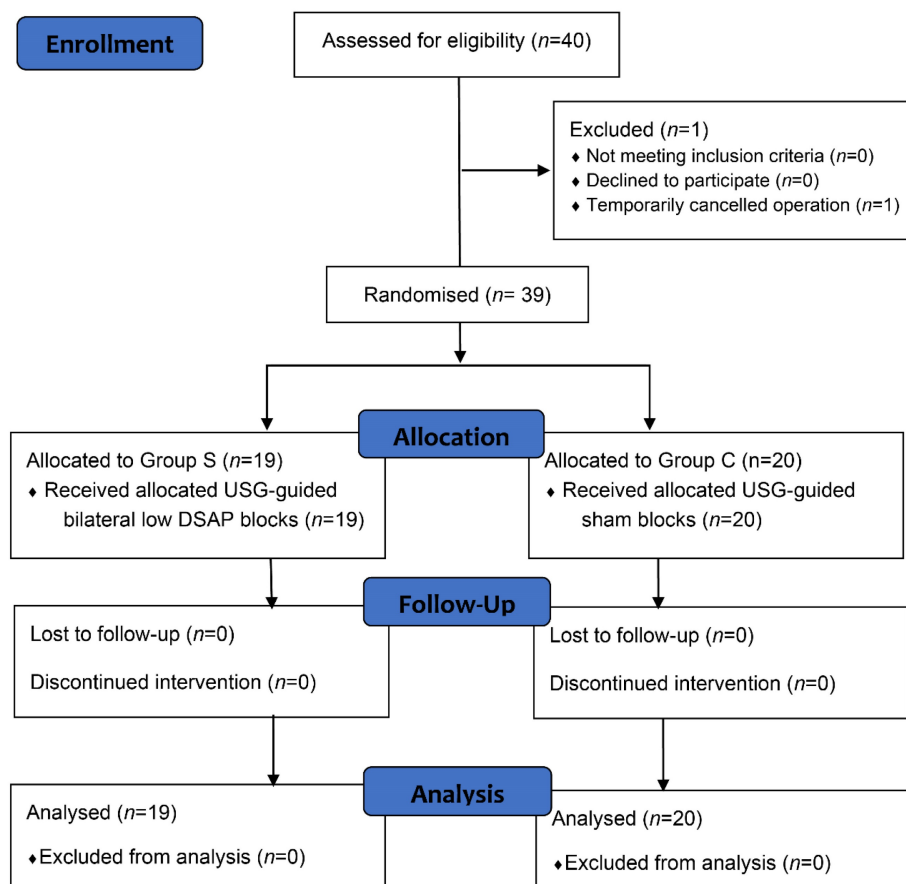 Enrollment
Assessed for eligibility (n=40)
Excluded (n=1)
♦ Not meeting inclusion criteria (n=0)
♦ Declined to participate (n=0)
♦ Temporarily cancelled operation (n=1)
Randomised (n= 39)
Allocation
Allocated to Group S (n=19)
♦ Received allocated USG-guided
bilateral low DSAP blocks (n=19)
Allocated to Group C (n=20)
♦ Received allocated USG-guided
sham blocks (n=20)
Follow-Up
Lost to follow-up (n=0)
Discontinued intervention (n=0)
Lost to follow-up (n=0)
Discontinued intervention (n=0)
Analysis
Analysed (n=19)
♦Excluded from analysis (n=0)
Analysed (n=20)
♦Excluded from analysis (n=0)